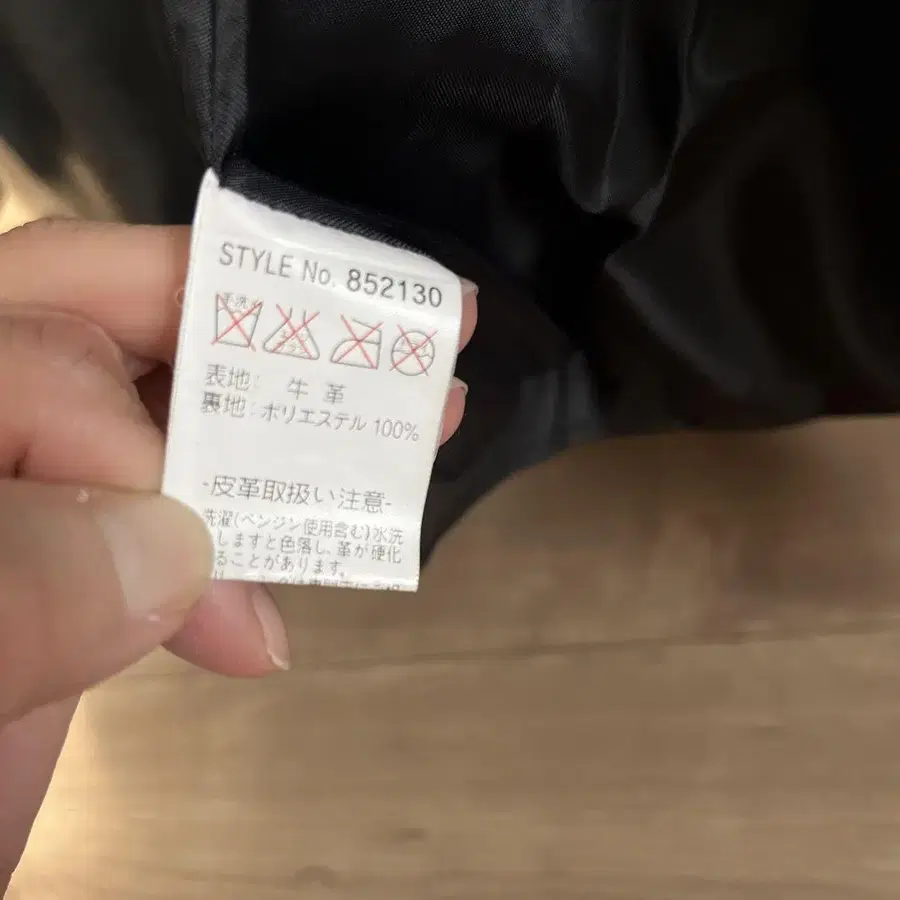 STYLE No. 852130
表地: 牛革
裏地:ポリエステル 100%
-皮革取扱い注意-
洗濯(ベンジン使用含む)水洗
しますと色落し、革が硬化
ることがあります。